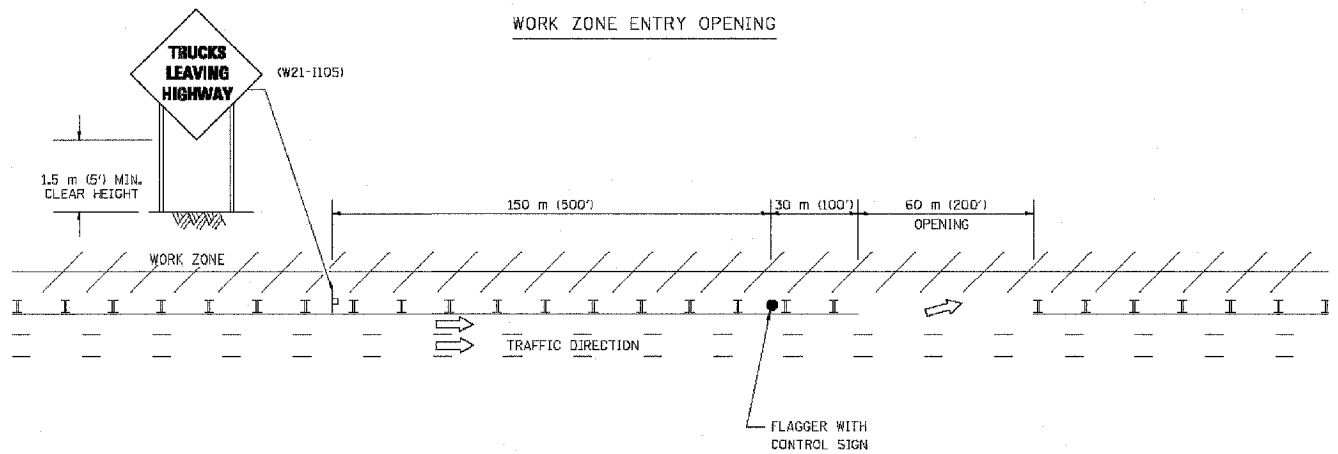 WORK ZONE ENTRY OPENING
TRUCKS
LEAVING
HIGHWAY
(W21-I105)
1.5 m (5') MIN.
CLEAR HEIGHT
150 m (500')
30 m (100')
60 m (200')
OPENING
WORK ZONE
TRAFFIC DIRECTION
FLAGGER WITH
CONTROL SIGN